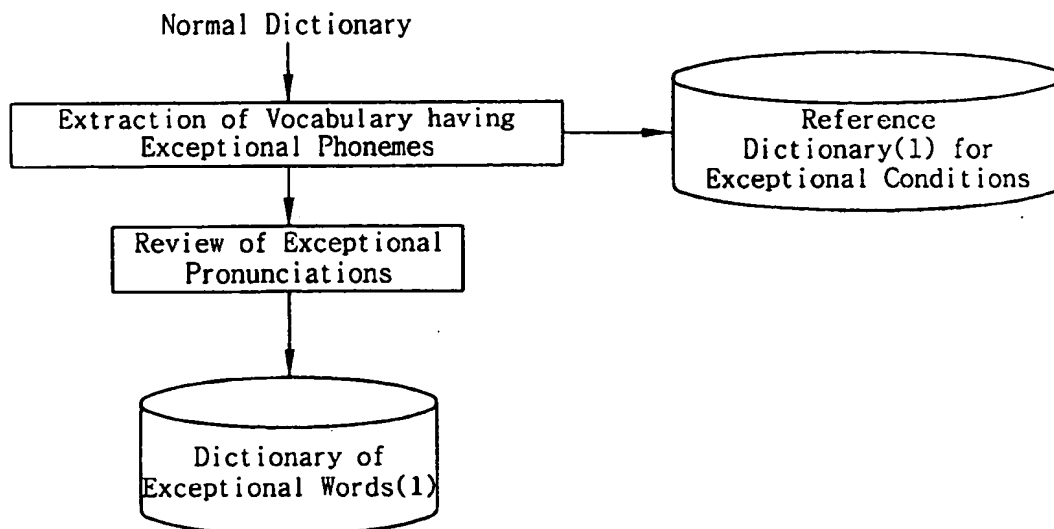 Normal Dictionary
Extraction of Vocabulary having
Exceptional Phonemes
Reference
Dictionary(1) for
Exceptional Conditions
Review of Exceptional
Pronunciations
Dictionary of
Exceptional Words(1)